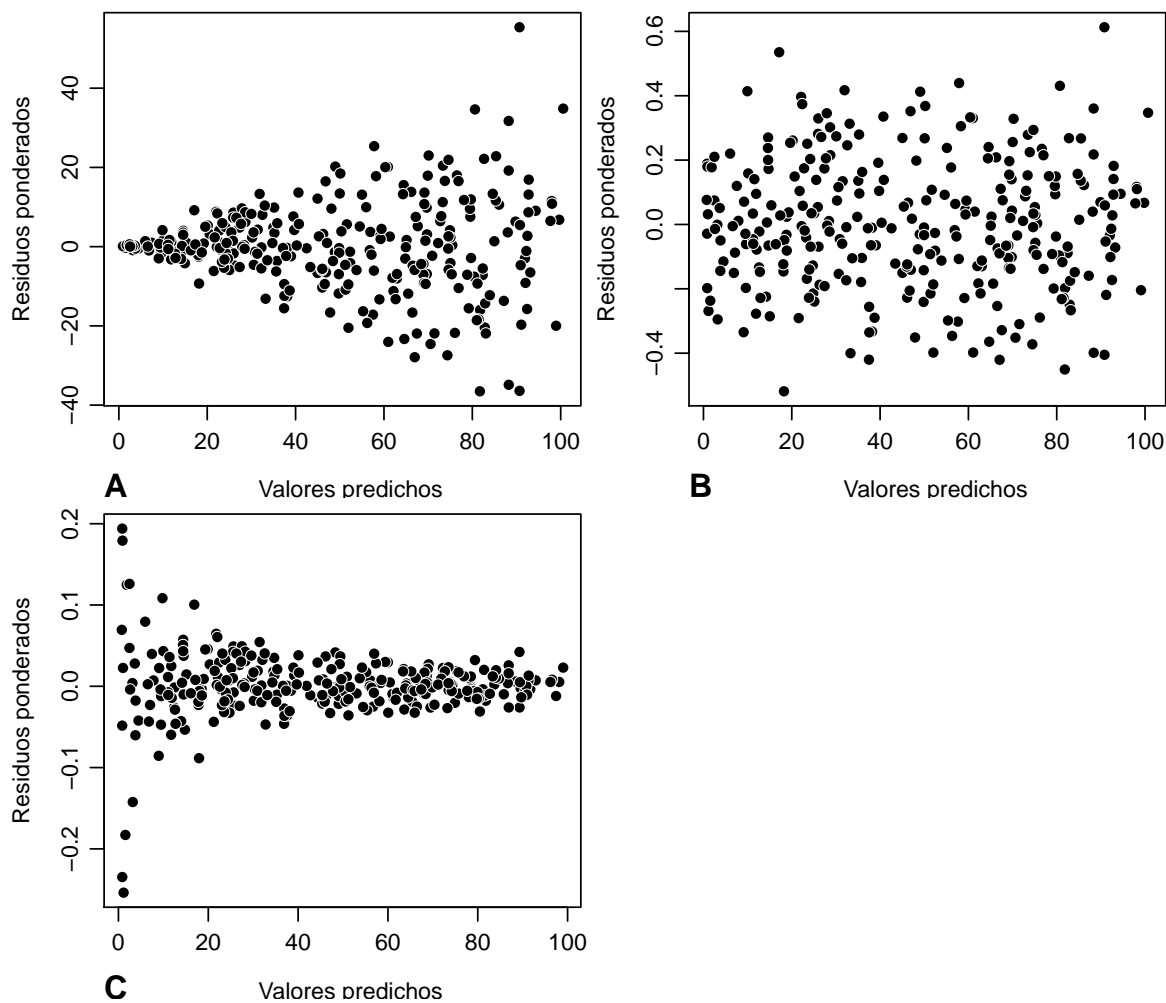 Residuos ponderados
40
20
0
−20
−40
0 20 40 60 80 100
A Valores predichos
Residuos ponderados
0.6
0.4
0.2
0.0
−0.4
0 20 40 60 80 100
B Valores predichos
Residuos ponderados
0.2
0.1
0.0
−0.1
−0.2
0 20 40 60 80 100
C Valores predichos